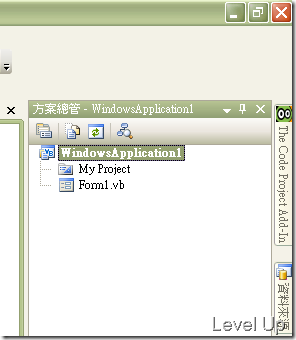 方案總管 - WindowsApplication1
WindowsApplication1
My Project
Form1.vb
The Code Project Add-In
資料來源
Level Up